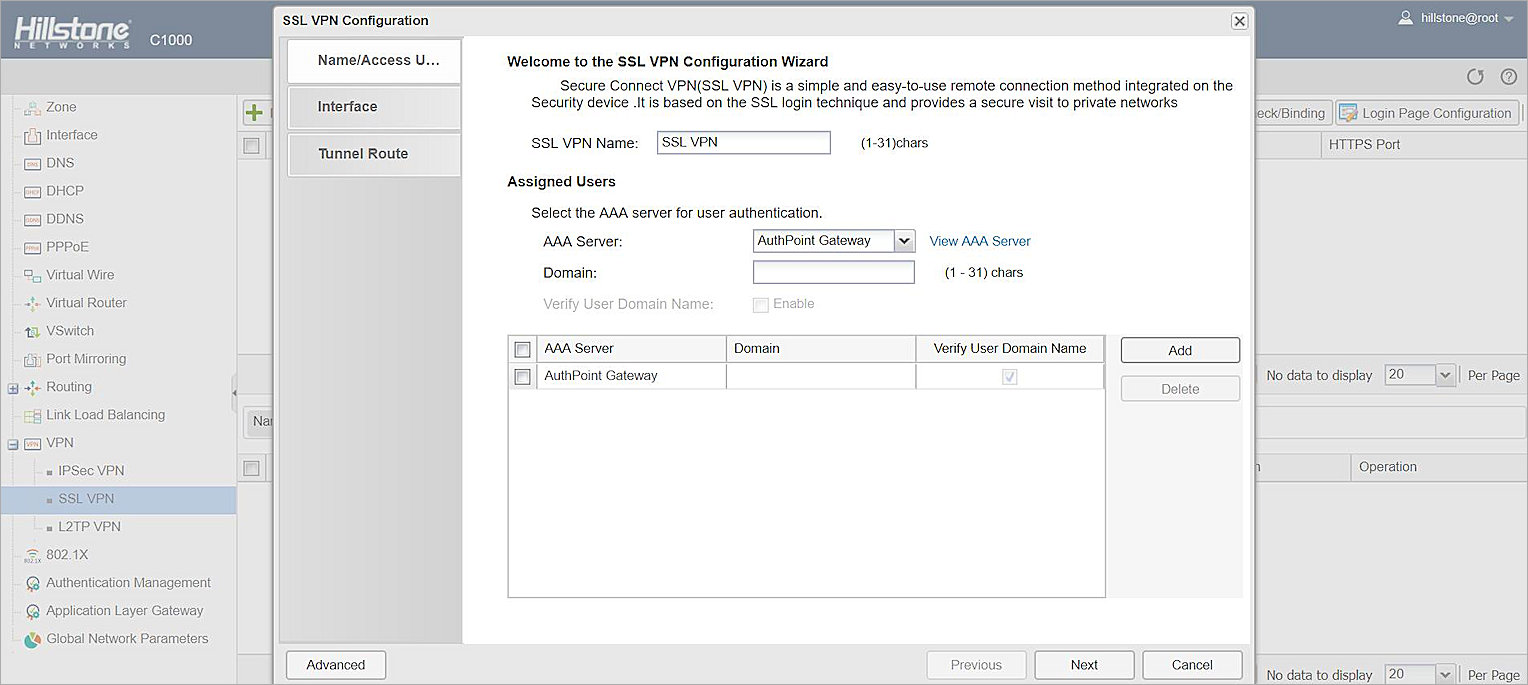 Hillstone
NETWORKS
C1000
hillstone@root
Zone
Interface
DNS
DHCP
DDNS
PPPoE
Virtual Wire
Virtual Router
VSwitch
Port Mirroring
Routing
Link Load Balancing
VPN
IPSec VPN
SSL VPN
L2TP VPN
802.1X
Authentication Management
Application Layer Gateway
Global Network Parameters
SSL VPN Configuration
Name/Access U...
Interface
Tunnel Route
Welcome to the SSL VPN Configuration Wizard
Secure Connect VPN(SSL VPN) is a simple and easy-to-use remote connection method integrated on the
Security device .It is based on the SSL login technique and provides a secure visit to private networks
SSL VPN Name: SSL VPN (1-31)chars
Assigned Users
Select the AAA server for user authentication.
AAA Server: AuthPoint Gateway View AAA Server
Domain: (1 - 31) chars
Verify User Domain Name: Enable
AAA Server Domain Verify User Domain Name
AuthPoint Gateway
Add
Delete
Advanced
Previous Next Cancel
eck/Binding Login Page Configuration
HTTPS Port
No data to display 20 Per Page
Nar
Operation
No data to display 20 Per Page